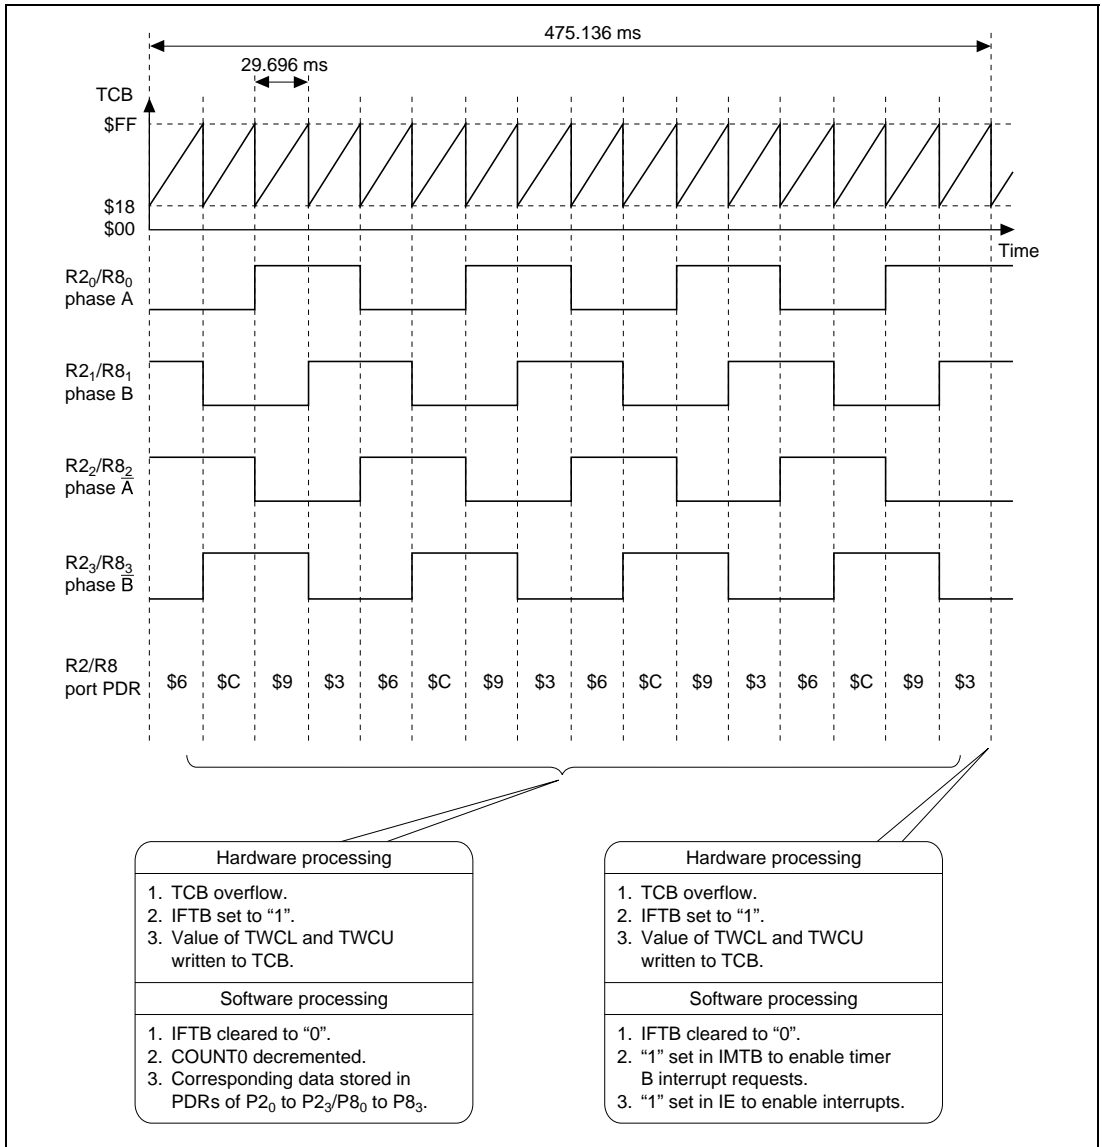 475.136 ms
29.696 ms
TCB
$FF
$18
$00
Time
R2₀/R8₀
phase A
R2₁/R8₁
phase B
R2₂/R8₂
phase A̅
R2₃/R8₃
phase B̅
R2/R8
port PDR
$6 $C $9 $3 $6 $C $9 $3 $6 $C $9 $3 $6 $C $9 $3
Hardware processing
1. TCB overflow.
2. IFTB set to “1”.
3. Value of TWCL and TWCU
written to TCB.
Software processing
1. IFTB cleared to “0”.
2. COUNT0 decremented.
3. Corresponding data stored in
PDRs of P2₀ to P2₃/P8₀ to P8₃.
Hardware processing
1. TCB overflow.
2. IFTB set to “1”.
3. Value of TWCL and TWCU
written to TCB.
Software processing
1. IFTB cleared to “0”.
2. “1” set in IMTB to enable timer
B interrupt requests.
3. “1” set in IE to enable interrupts.